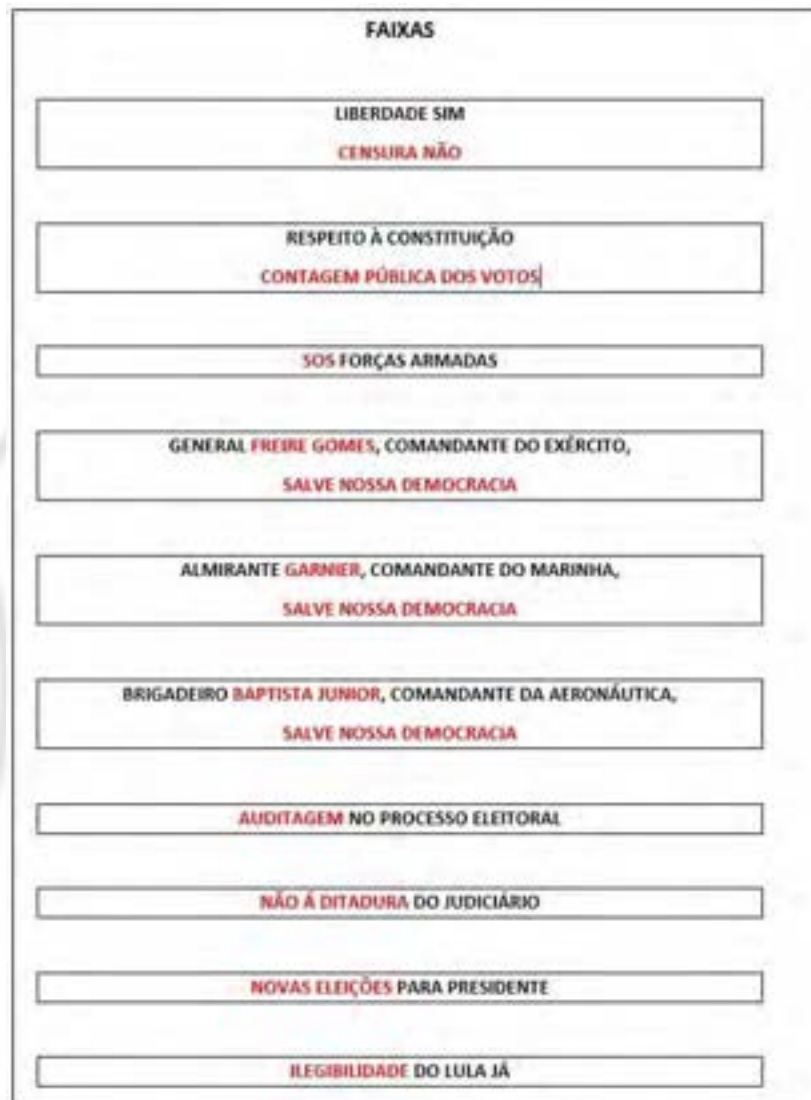 FAIXAS
LIBERDADE SIM
CENSURA NÃO
RESPEITO À CONSTITUIÇÃO
CONTAGEM PÚBLICA DOS VOTOS
SOS FORÇAS ARMADAS
GENERAL FREIRE GOMES, COMANDANTE DO EXÉRCITO,
SALVE NOSSA DEMOCRACIA
ALMIRANTE GARNIER, COMANDANTE DO MARINHA,
SALVE NOSSA DEMOCRACIA
BRIGADEIRO BAPTISTA JUNIOR, COMANDANTE DA AERONÁUTICA,
SALVE NOSSA DEMOCRACIA
AUDITAGEM NO PROCESSO ELEITORAL
NÃO Á DITADURA DO JUDICIÁRIO
NOVAS ELEIÇÕES PARA PRESIDENTE
ILEGIBILIDADE DO LULA JÁ